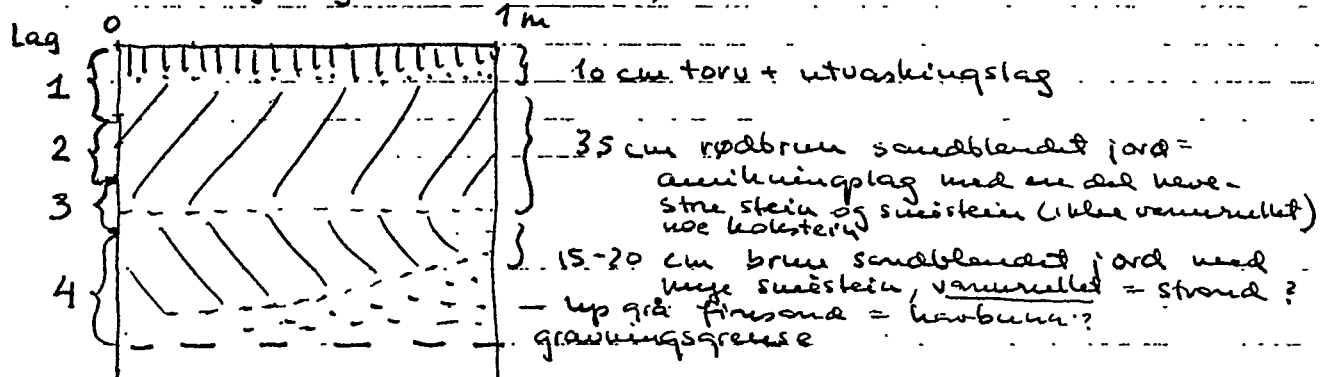 0 1 m
Lag
1
2
3
4
10 cm torv + utvaskingslag
35 cm rødbrun sandblandet jord =
anrikningslag med en del neve-
store stein og småstein (ikke vannrullet)
noe kokstein
15-20 cm brun sandblandet jord med
mye småstein, vannrullet = strand?
lys grå finsand = havbunn?
gravningsgrense